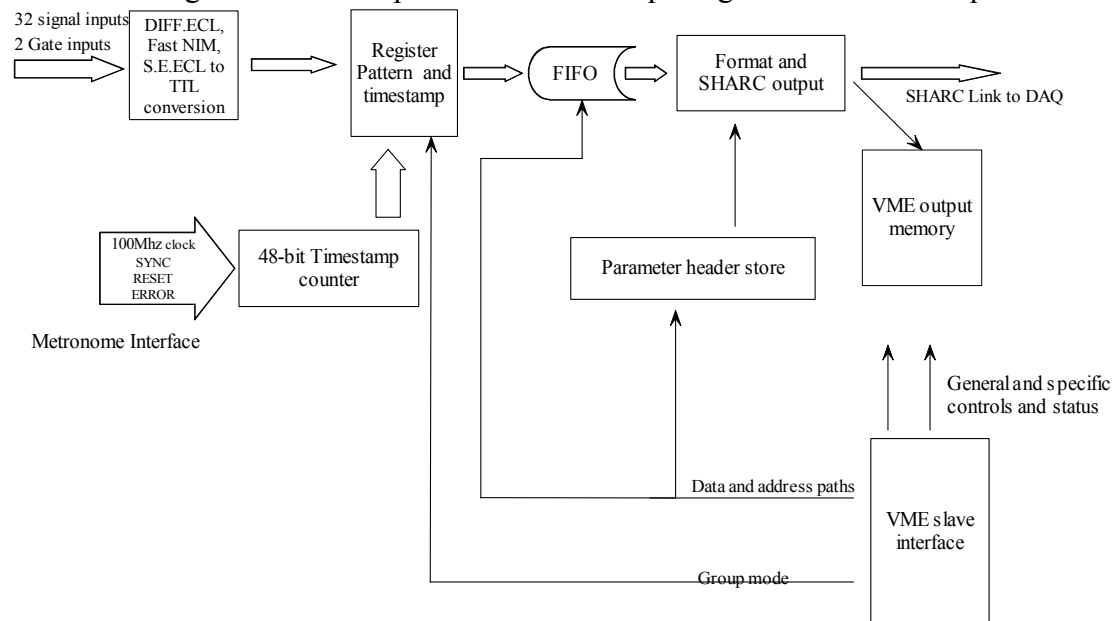 32 signal inputs
2 Gate inputs
DIFF.ECL,
Fast NIM,
S.E.ECL to
TTL
conversion
Register
Pattern and
timestamp
FIFO
Format and
SHARC output
SHARC Link to DAQ
VME output
memory
100Mhz clock
SYNC
RESET
ERROR
48-bit Timestamp
counter
Parameter header store
Metronome Interface
General and specific
controls and status
Data and address paths
VME slave
interface
Group mode